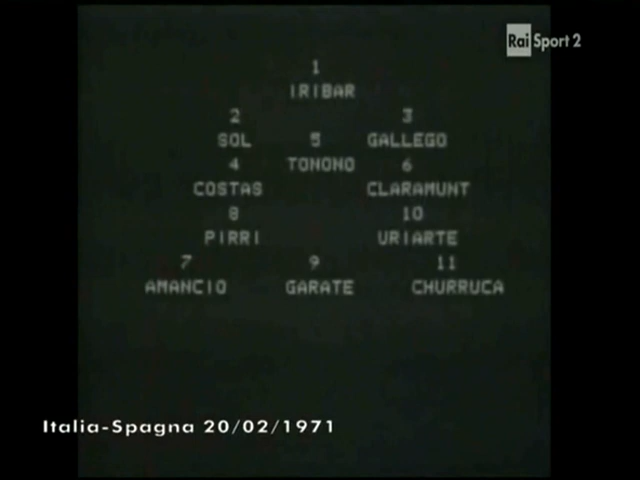 Rai Sport 2
1
IRIBAR
2 3
SOL 5 GALLEGO
4 TONONO 6
COSTAS CLARAMUNT
8 10
PIRRI URIARTE
7 9 11
AMANCIO GARATE CHURRUCA
Italia-Spagna 20/02/1971